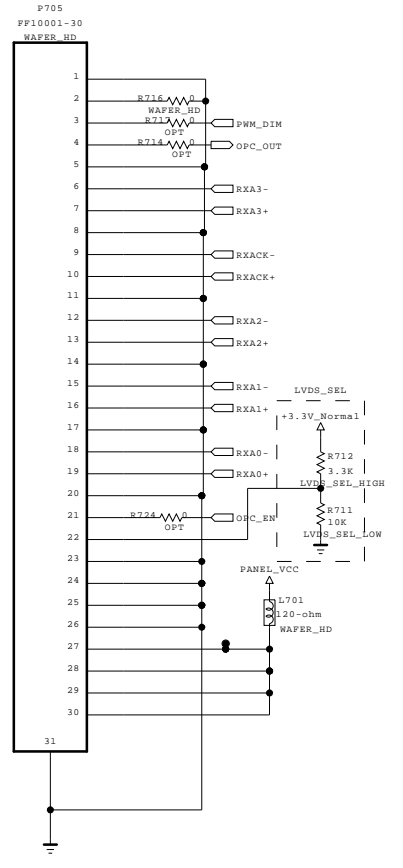 P705
FF10001-30
WAFER_HD
1
2 R716 0
WAFER_HD
3 R717 0 PWM_DIM
OPT
4 R714 0 OPC_OUT
OPT
5
6 RXA3-
7 RXA3+
8
9 RXACK-
10 RXACK+
11
12 RXA2-
13 RXA2+
14
15 RXA1-
LVDS_SEL
16 RXA1+
+3.3V_Normal
17
18 RXA0-
R712
3.3K
19 RXA0+
LVDS_SEL_HIGH
20
R711
10K
21 R724 0 OPC_EN
OPT
LVDS_SEL_LOW
22
23
PANEL_VCC
24
25
L701
120-ohm
26
WAFER_HD
27
28
29
30
31